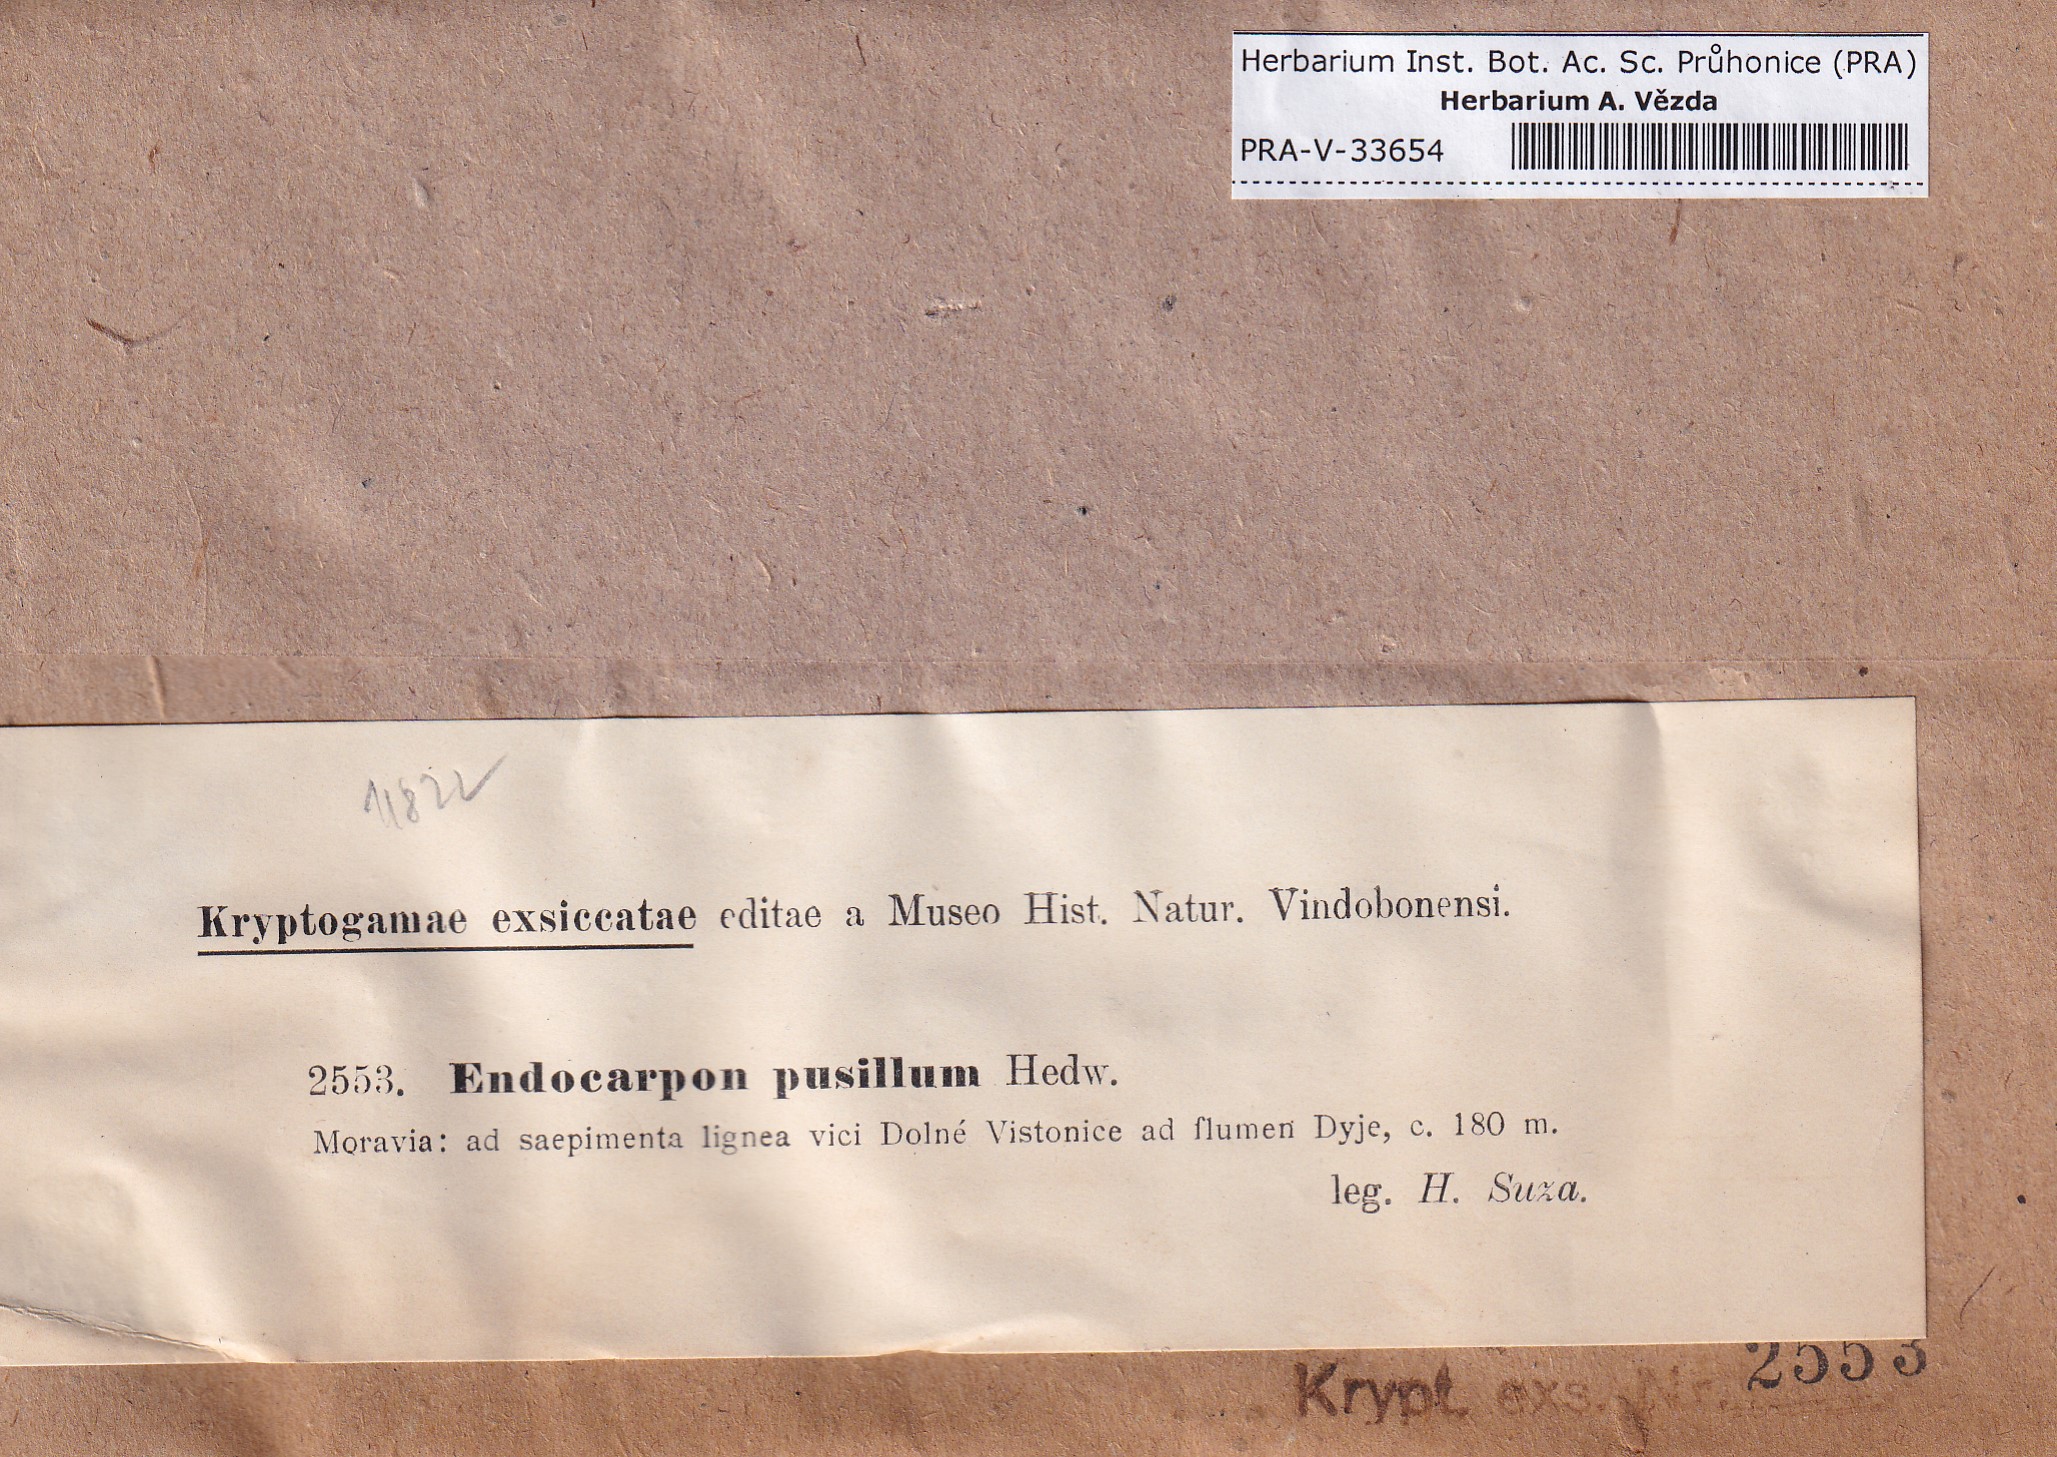 Herbarium Inst. Bot. Ac. Sc. Průhonice (PRA)
Herbarium A. Vězda
PRA-V-33654
Kryptogamae exsiccatae editae a Museo Hist. Natur. Vindobonensi.
2553. Endocarpon pusillum Hedw.
Moravia: ad saepimenta lignea vici Dolné Vistonice ad flumen Dyje, c. 180 m.
leg. H. Suza.
Krypt. exs. Nr. 2553